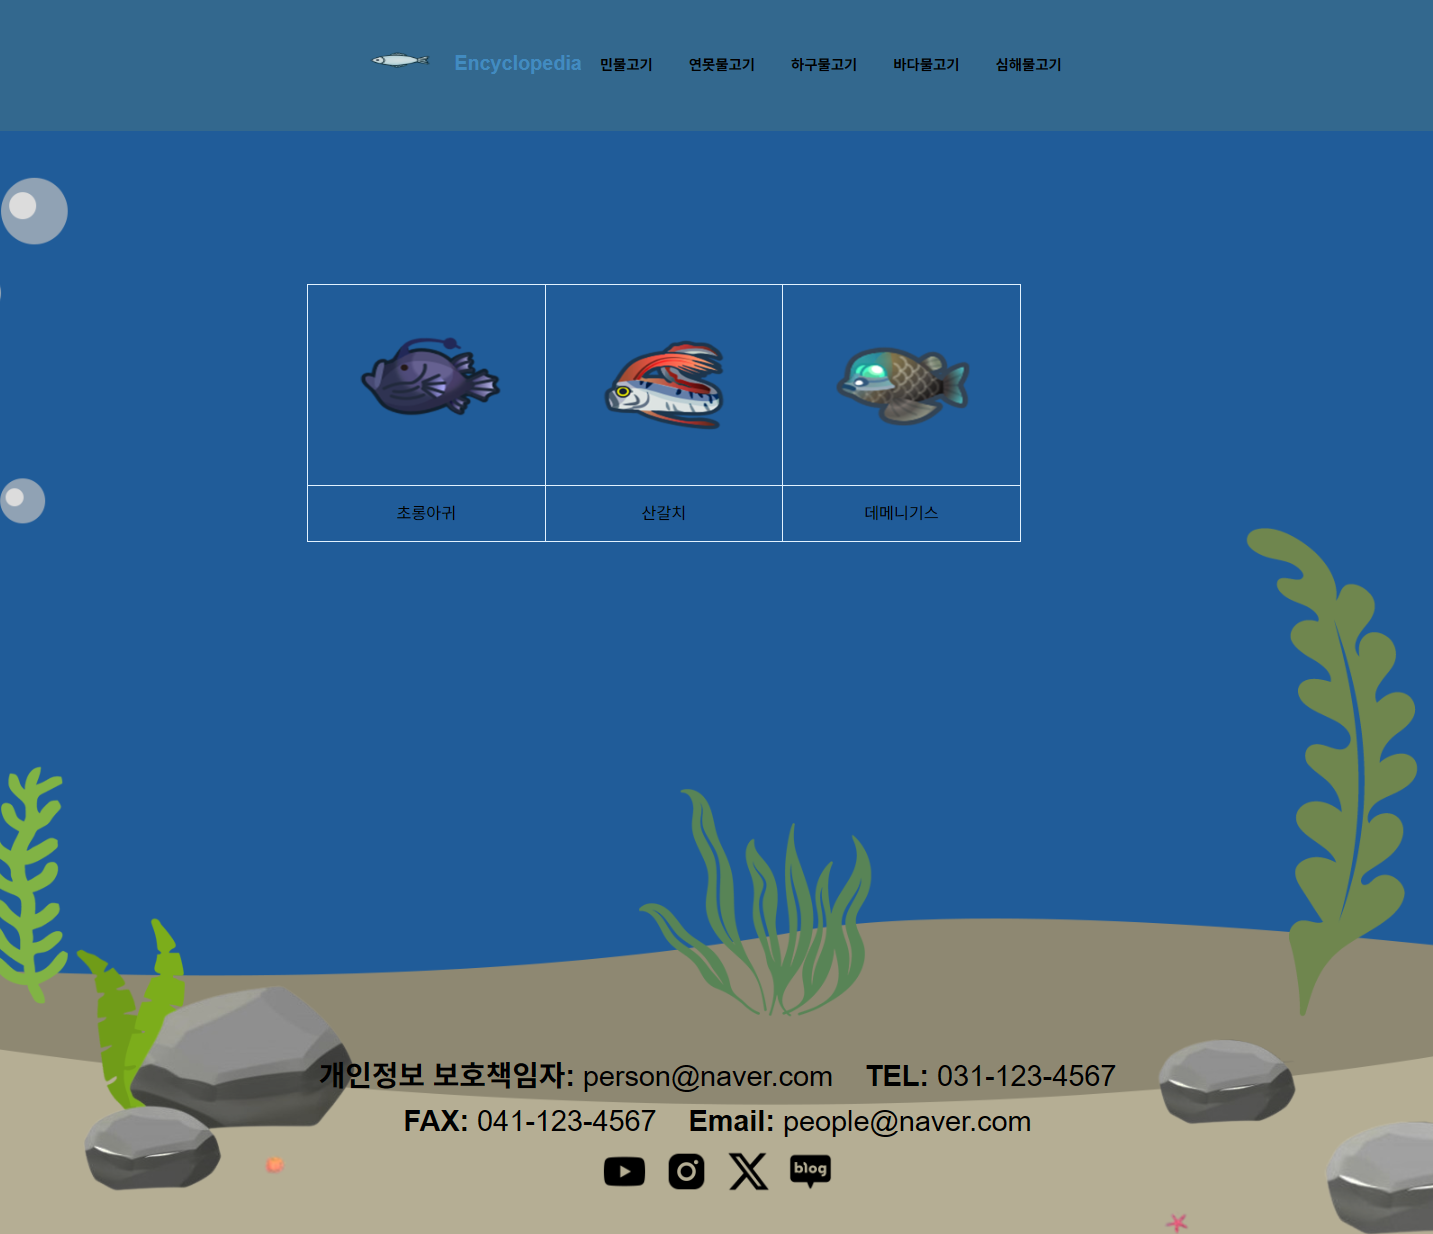 Encyclopedia 민물고기 연못물고기 하구물고기 바다물고기 심해물고기
초롱아귀 산갈치 데메니기스
개인정보 보호책임자: person@naver.com TEL: 031-123-4567
FAX: 041-123-4567 Email: people@naver.com
blog